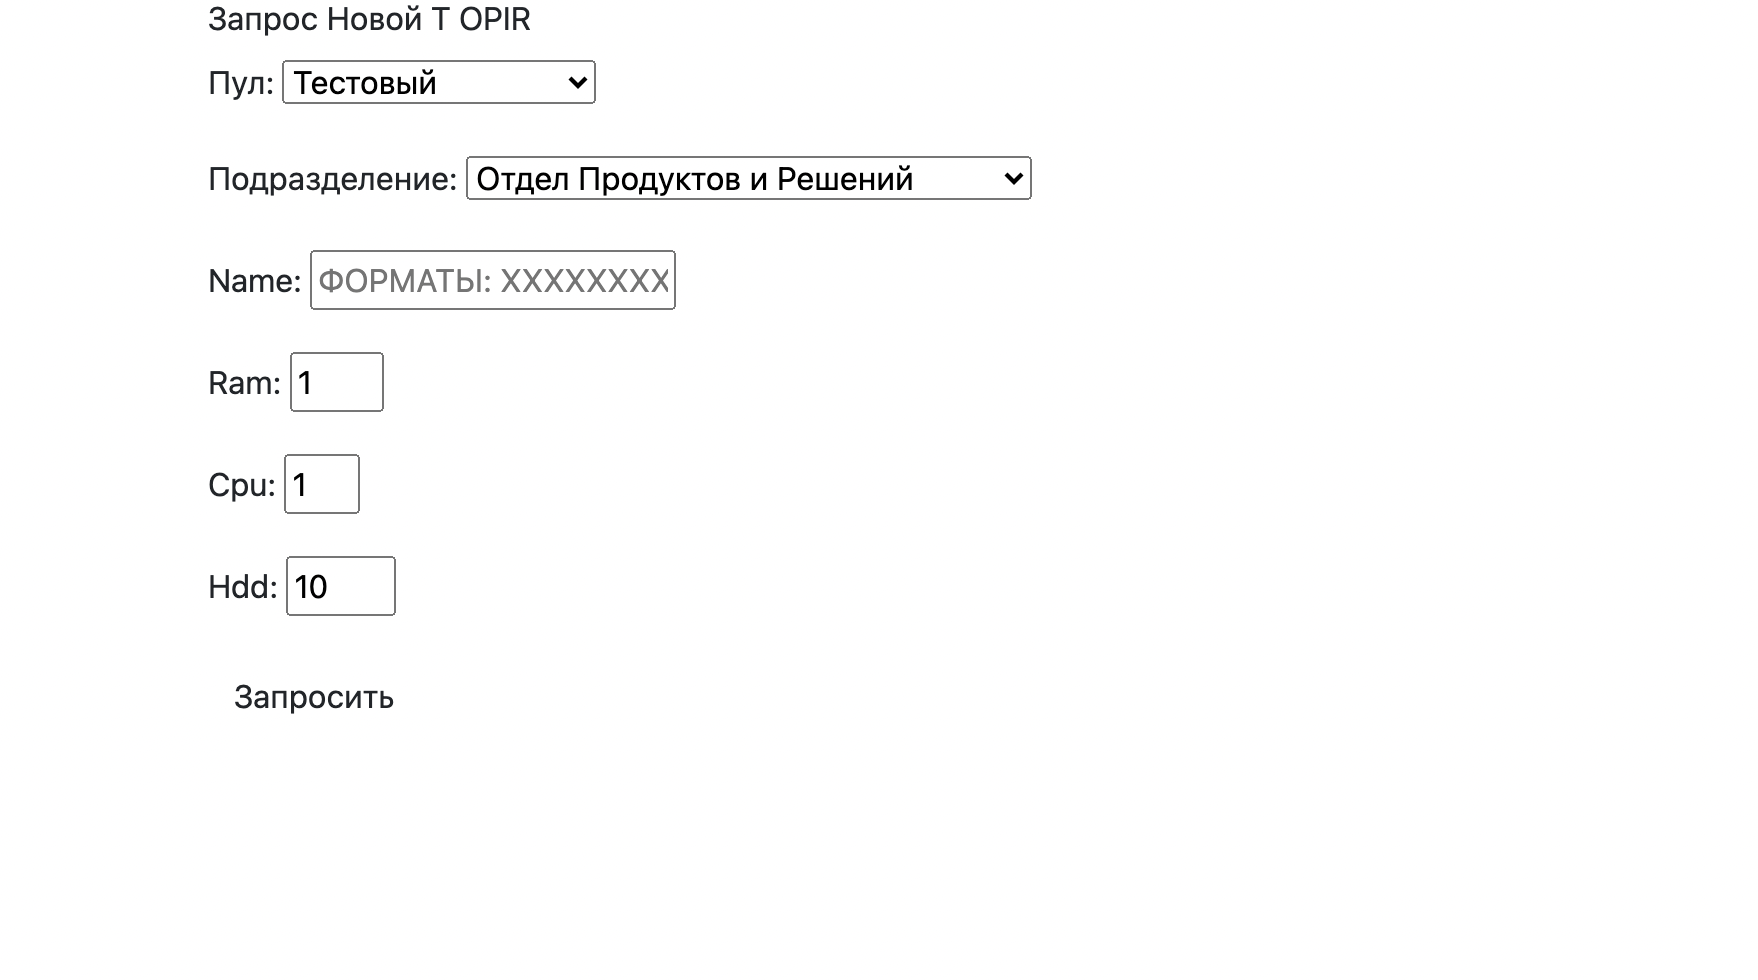 Запрос Новой Т OPIR
Пул: Тестовый
Подразделение: Отдел Продуктов и Решений
Name: ФОРМАТЫ: XXXXXXXX
Ram: 1
Cpu: 1
Hdd: 10
Запросить